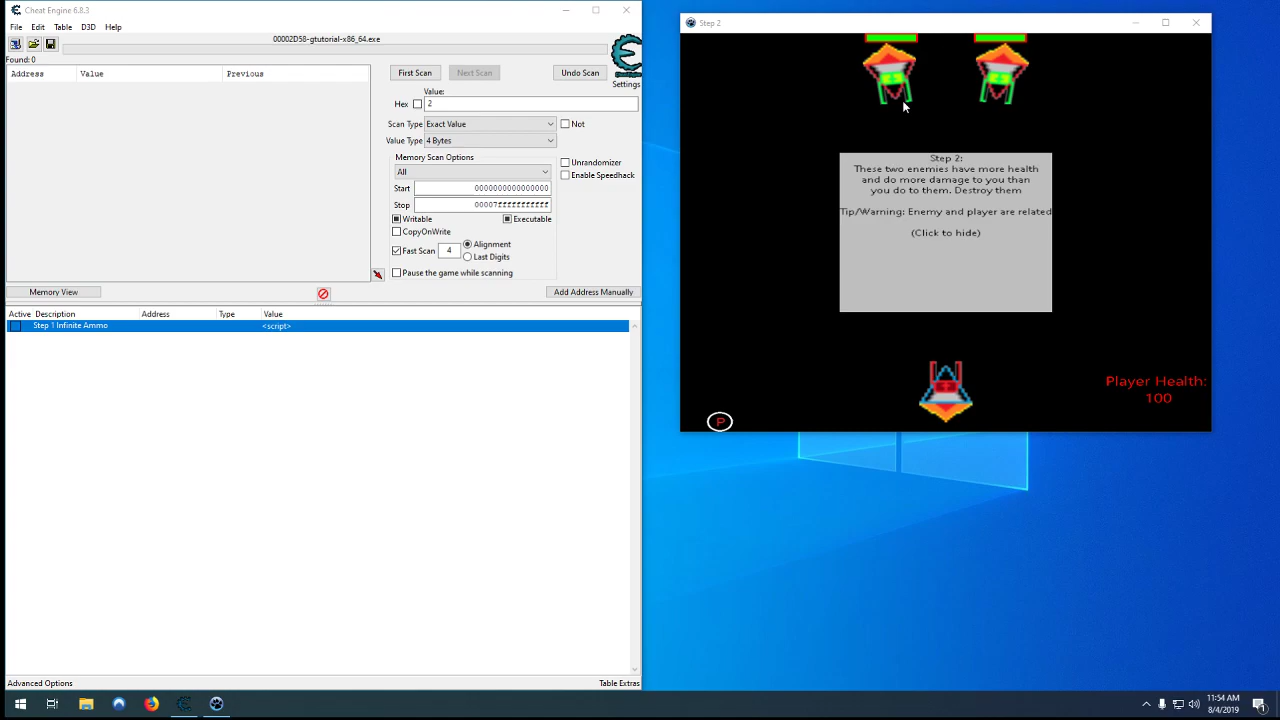 Cheat Engine 6.8.3
File Edit Table D3D Help
00002D58-gtutorial-x86_64.exe
Found: 0
Address Value Previous
First Scan Next Scan Undo Scan
Settings
Value:
Hex 2
Scan Type Exact Value Not
Value Type 4 Bytes
Memory Scan Options
All
Unrandomizer
Enable Speedhack
Start 0000000000000000
Stop 00007fffffffffff
Writable Executable
CopyOnWrite
Fast Scan 4 Alignment
Last Digits
Pause the game while scanning
Memory View Add Address Manually
Active Description Address Type Value
Step 1 Infinite Ammo <script>
Advanced Options Table Extras
Step 2
Step 2:
These two enemies have more health
and do more damage to you than
you do to them. Destroy them
Tip/Warning: Enemy and player are related
(Click to hide)
Player Health:
100
P
11:54 AM
8/4/2019
1